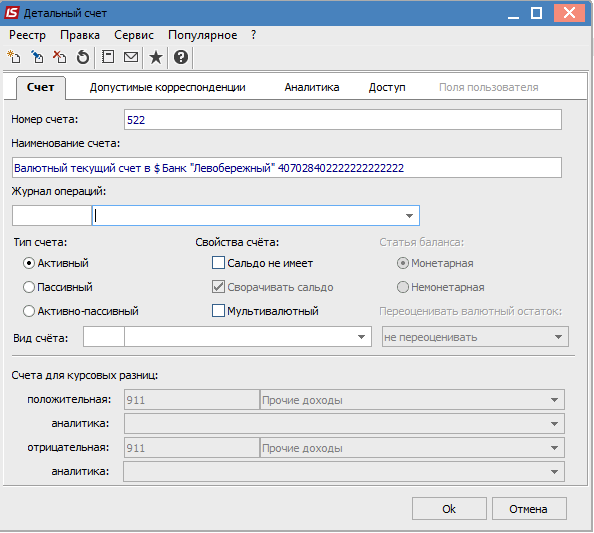 IS Детальный счет
Реестр Правка Сервис Популярное ?
Счет Допустимые корреспонденции Аналитика Доступ Поля пользователя
Номер счета: 522
Наименование счета:
Валютный текущий счет в $ Банк "Левобережный" 407028402222222222222
Журнал операций:
Тип счета: Свойства счёта: Статья баланса:
Активный Сальдо не имеет Монетарная
Пассивный Сворачивать сальдо Немонетарная
Активно-пассивный Мультивалютный Переоценивать валютный остаток:
Вид счёта: не переоценивать
Счета для курсовых разниц:
положительная: 911 Прочие доходы
аналитика:
отрицательная: 911 Прочие доходы
аналитика:
Ok Отмена